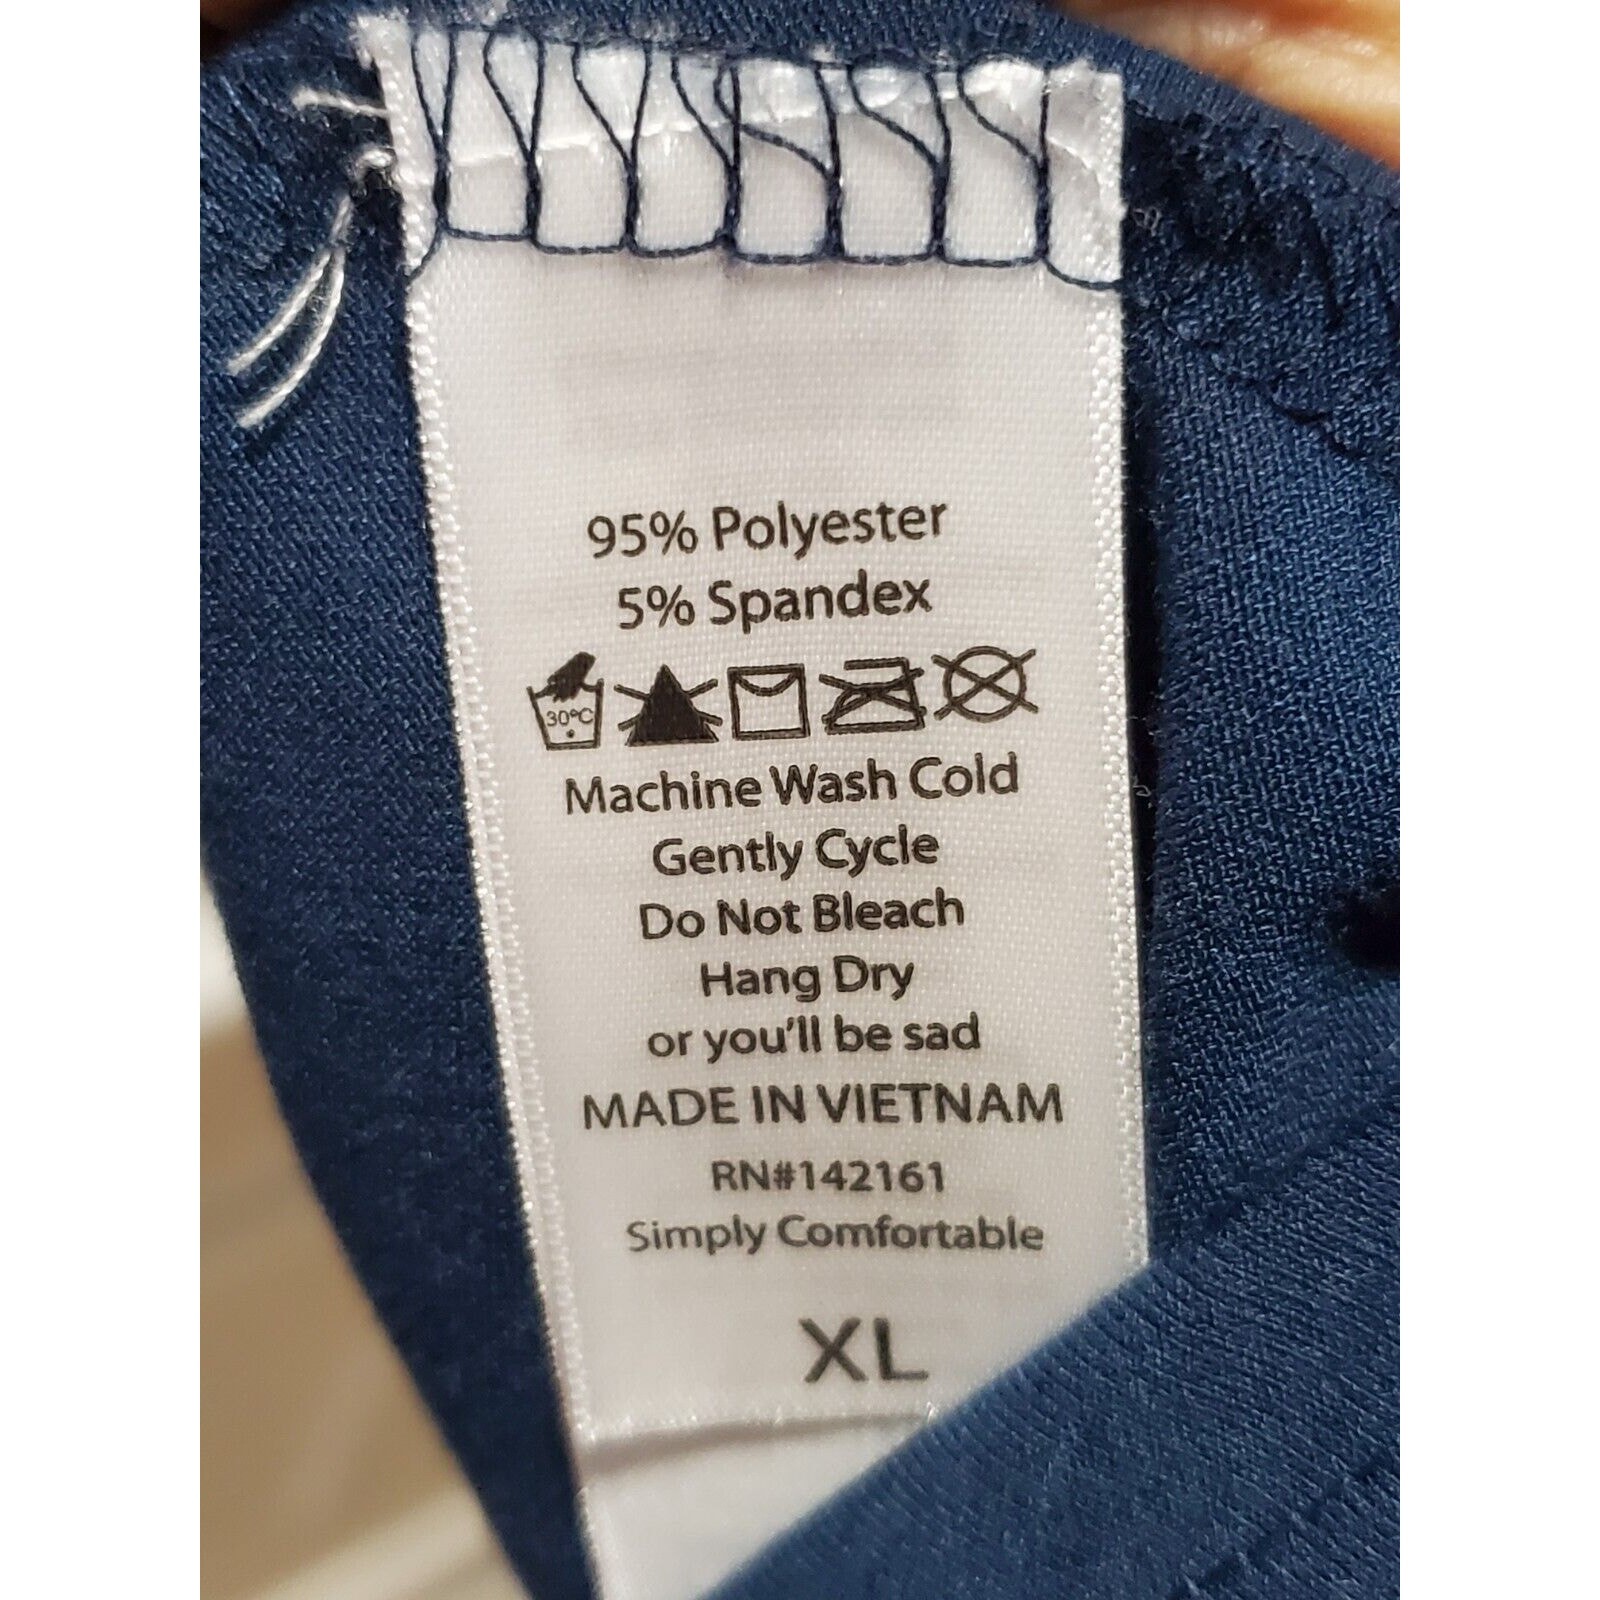 95% Polyester
5% Spandex
30°C
Machine Wash Cold
Gently Cycle
Do Not Bleach
Hang Dry
or you'll be sad
MADE IN VIETNAM
RN#142161
Simply Comfortable
XL